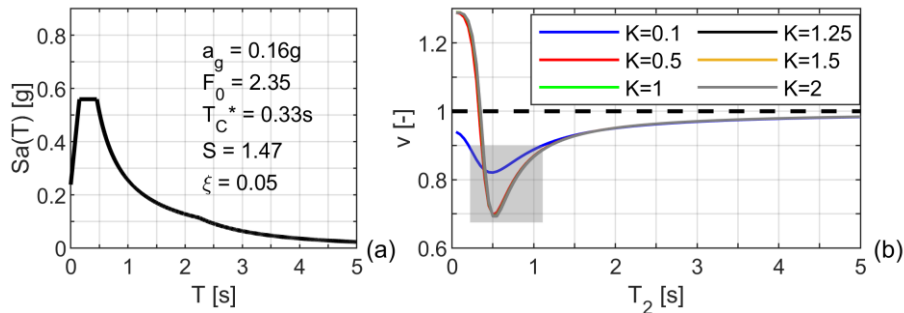 0.8
0.6
0.4
0.2
0
Sa(T) [g]
a_g = 0.16g
F_0 = 2.35
T_C* = 0.33s
S = 1.47
ξ = 0.05
0 1 2 3 4 5
T [s]
(a)
1.2
1
0.8
0.6
v [-]
K=0.1 K=1.25
K=0.5 K=1.5
K=1 K=2
0 1 2 3 4 5
T_2 [s]
(b)